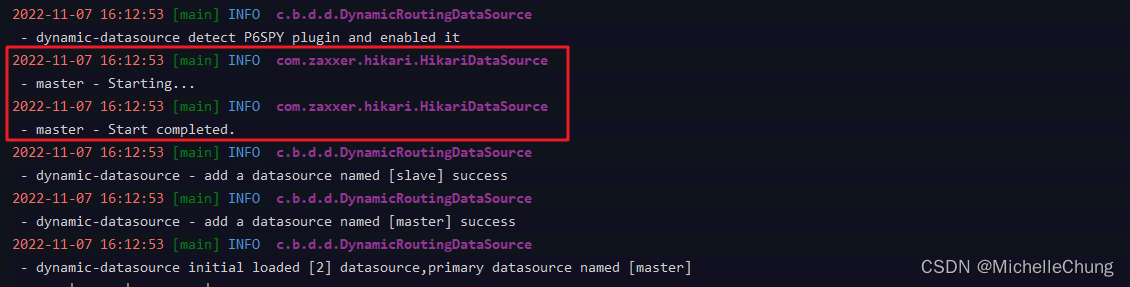 2022-11-07 16:12:53 [main] INFO  c.b.d.d.DynamicRoutingDataSource
- dynamic-datasource detect P6SPY plugin and enabled it
2022-11-07 16:12:53 [main] INFO  com.zaxxer.hikari.HikariDataSource
- master - Starting...
2022-11-07 16:12:53 [main] INFO  com.zaxxer.hikari.HikariDataSource
- master - Start completed.
2022-11-07 16:12:53 [main] INFO  c.b.d.d.DynamicRoutingDataSource
- dynamic-datasource - add a datasource named [slave] success
2022-11-07 16:12:53 [main] INFO  c.b.d.d.DynamicRoutingDataSource
- dynamic-datasource - add a datasource named [master] success
2022-11-07 16:12:53 [main] INFO  c.b.d.d.DynamicRoutingDataSource
- dynamic-datasource initial loaded [2] datasource,primary datasource named [master]
CSDN @MichelleChung